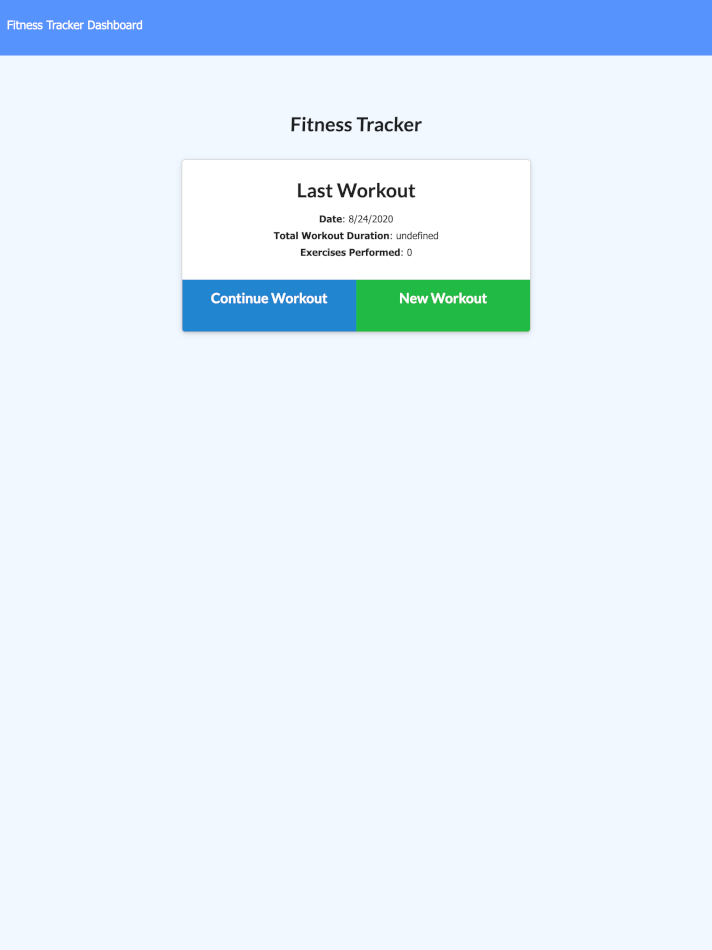 Fitness Tracker Dashboard
Fitness Tracker
Last Workout
Date: 8/24/2020
Total Workout Duration: undefined
Exercises Performed: 0
Continue Workout
New Workout